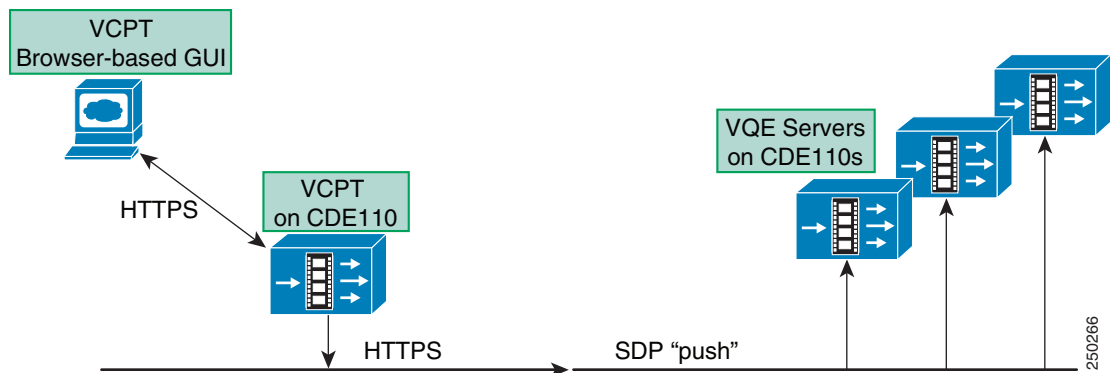 VCPT
Browser-based GUI
HTTPS
VCPT
on CDE110
HTTPS
SDP “push”
VQE Servers
on CDE110s
250266